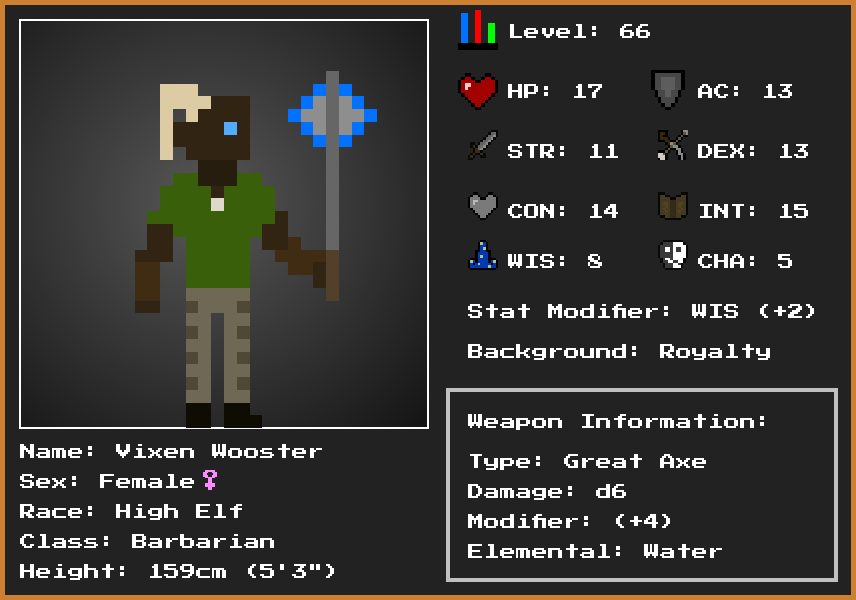 Level: 66
HP: 17
AC: 13
STR: 11
DEX: 13
CON: 14
INT: 15
WIS: 8
CHA: 5
Stat Modifier: WIS (+2)
Background: Royalty
Weapon Information:
Type: Great Axe
Damage: d6
Modifier: (+4)
Elemental: Water
Name: Vixen Wooster
Sex: Female♀
Race: High Elf
Class: Barbarian
Height: 159cm (5'3")